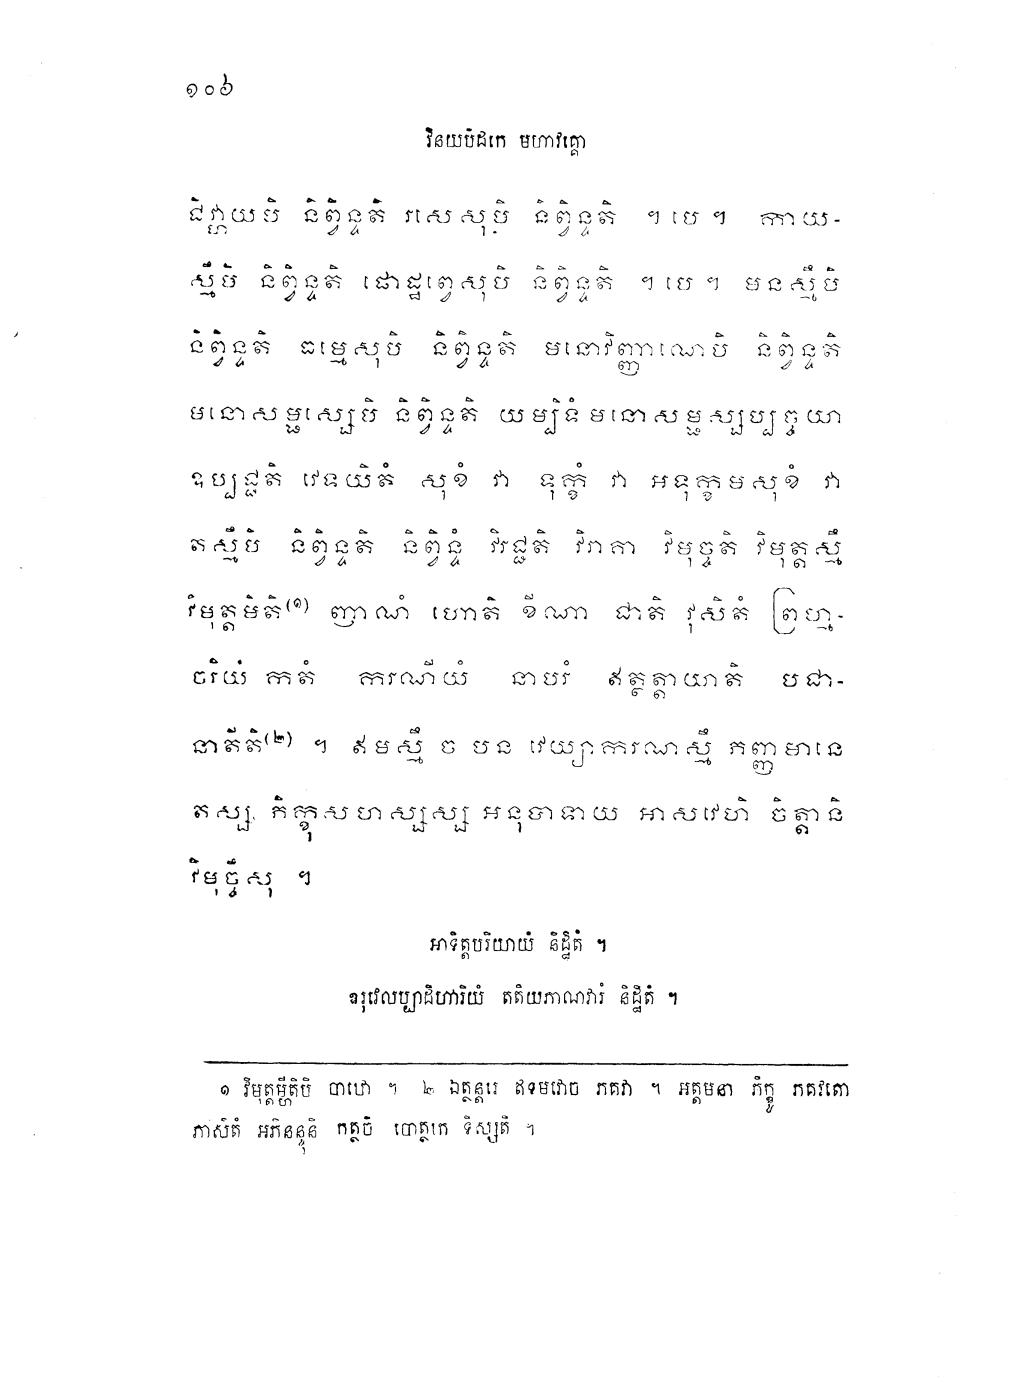 ១០៦
វិនយបិដកេ មហាវគ្គោ
ជិវ្ហាយបិ និព្វិន្ទតិ រសេសុបិ និព្វិន្ទតិ ។ បេ ។ កាយ-
ស្មឹបិ និព្វិន្ទតិ ផោដ្ឋព្វេសុបិ និព្វិន្ទតិ ។ បេ ។ មនស្មឹបិ
និព្វិន្ទតិ ធម្មេសុបិ និព្វិន្ទតិ មនោវិញ្ញាណេបិ និព្វិន្ទតិ
មនោសម្ផស្សេបិ និព្វិន្ទតិ យម្បិទំមនោសម្ផស្សប្បច្ចយា
ឧប្បជ្ជតិ វេទយិតំ សុខំ វា ទុក្ខំ វា អទុក្ខមសុខំ វា
តស្មឹបិ និព្វិន្ទតិ និព្វិន្ទំ វិរជ្ជតិ វិរាគា វិមុច្ចតិ វិមុត្តស្មឹ
វិមុត្តមិតិ(១) ញាណំ ហោតិ ខីណា ជាតិ វុសិតំ ព្រហ្ម-
ចរិយំ កតំ ករណីយំ នាបរំ ឥត្ថត្តាយាតិ បជា-
នាតីតិ(២) ។ ឥមស្មឹ ច បន វេយ្យាករណស្មឹ ភញ្ញមានេ
តស្ស ភិក្ខុសហស្សស្ស អនុបាទាយ អាសវេហិ ចិត្តានិ
វិមុច្ចឹសុ ។
អាទិត្តបរិយាយំ និដ្ឋិតំ ។
ឧរុវេលប្បាដិហារិយំ តតិយភាណវារំ និដ្ឋិតំ ។
១ វិមុត្តម្ហីតិបិ បាឋោ ។ ២ ឯត្ថន្តរេ ឥទមវោច ភគវា ។ អត្តមនា ភិក្ខូ ភគវតោ
ភាសិតំ អភិនន្ទុនិ កត្ថចិ បោត្ថកេ ទិស្សតិ ។